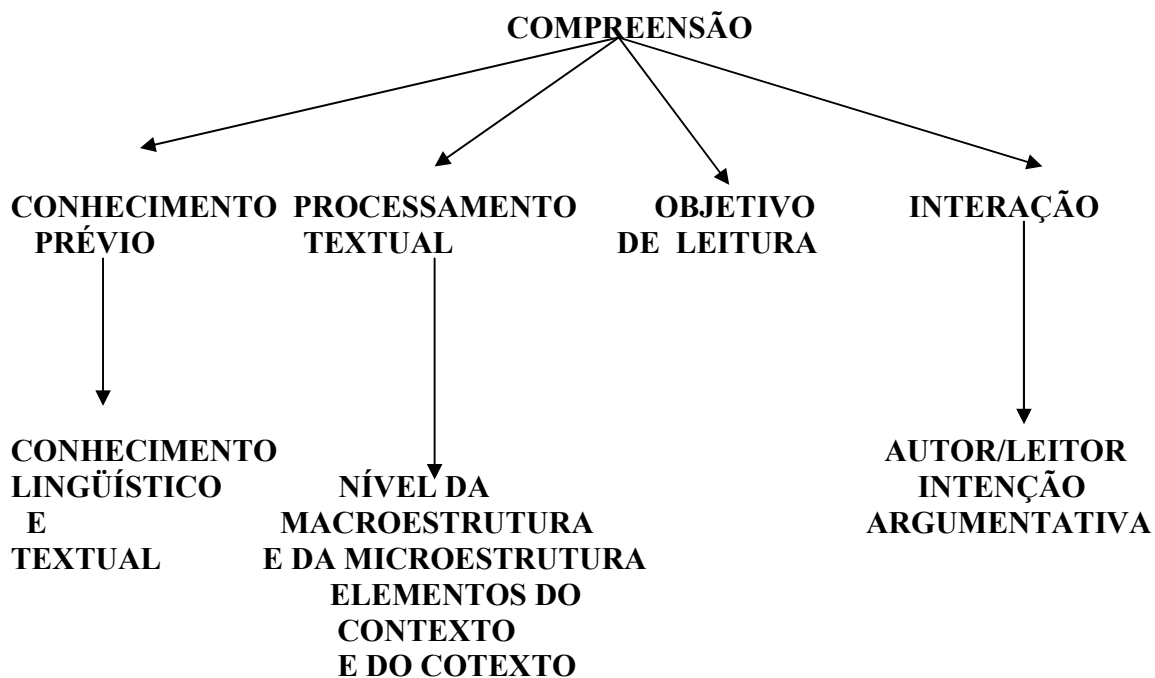 COMPREENSÃO
CONHECIMENTO PRÉVIO
PROCESSAMENTO TEXTUAL
OBJETIVO DE LEITURA
INTERAÇÃO
CONHECIMENTO
LINGÜÍSTICO
E
TEXTUAL
NÍVEL DA
MACROESTRUTURA
E DA MICROESTRUTURA
ELEMENTOS DO
CONTEXTO
E DO COTEXTO
AUTOR/LEITOR
INTENÇÃO
ARGUMENTATIVA